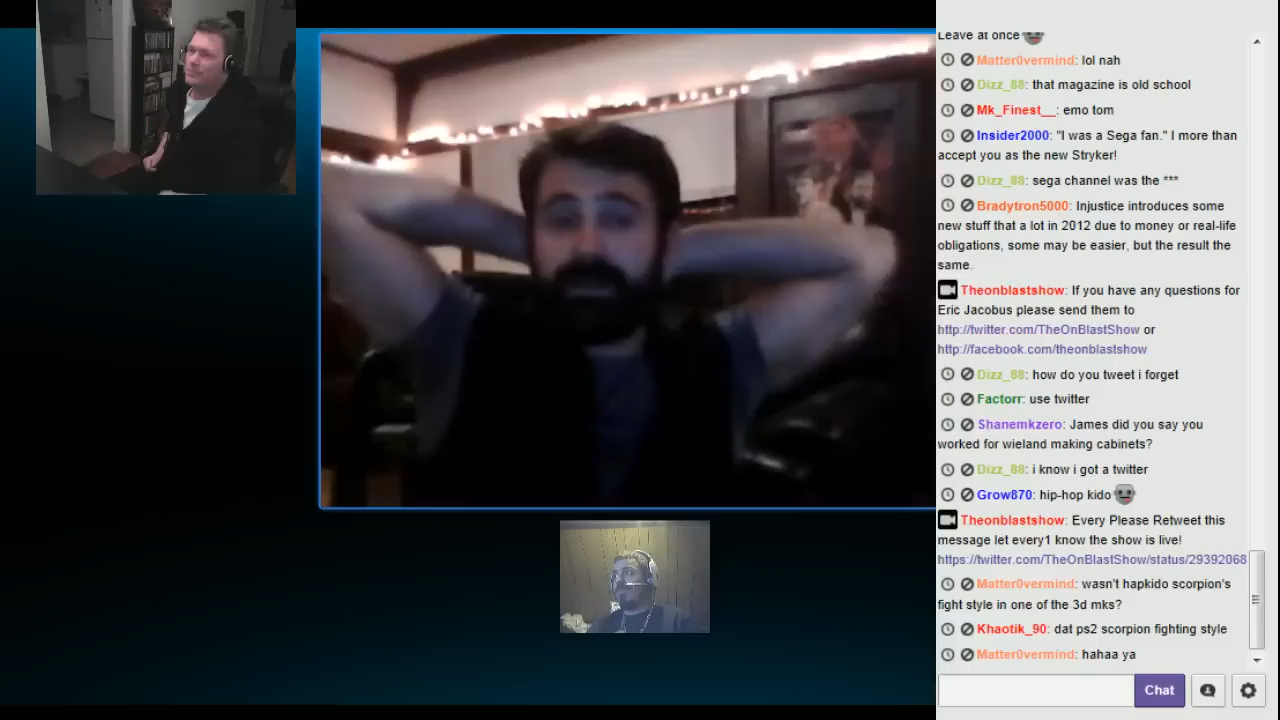 Leave at once
Matter0vermind: lol nah
Dizz_88: that magazine is old school
Mk_Finest__: emo tom
Insider2000: "I was a Sega fan." I more than
accept you as the new Stryker!
Dizz_88: sega channel was the ***
Bradytron5000: Injustice introduces some
new stuff that a lot in 2012 due to money or real-life
obligations, some may be easier, but the result the
same.
Theonblastshow: If you have any questions for
Eric Jacobus please send them to
http://twitter.com/TheOnBlastShow or
http://facebook.com/theonblastshow
Dizz_88: how do you tweet i forget
Factorr: use twitter
Shanemkzero: James did you say you
worked for wieland making cabinets?
Dizz_88: i know i got a twitter
Grow870: hip-hop kido
Theonblastshow: Every Please Retweet this
message let every1 know the show is live!
https://twitter.com/TheOnBlastShow/status/29392068
Matter0vermind: wasn't hapkido scorpion's
fight style in one of the 3d mks?
Khaotik_90: dat ps2 scorpion fighting style
Matter0vermind: hahaa ya
Chat